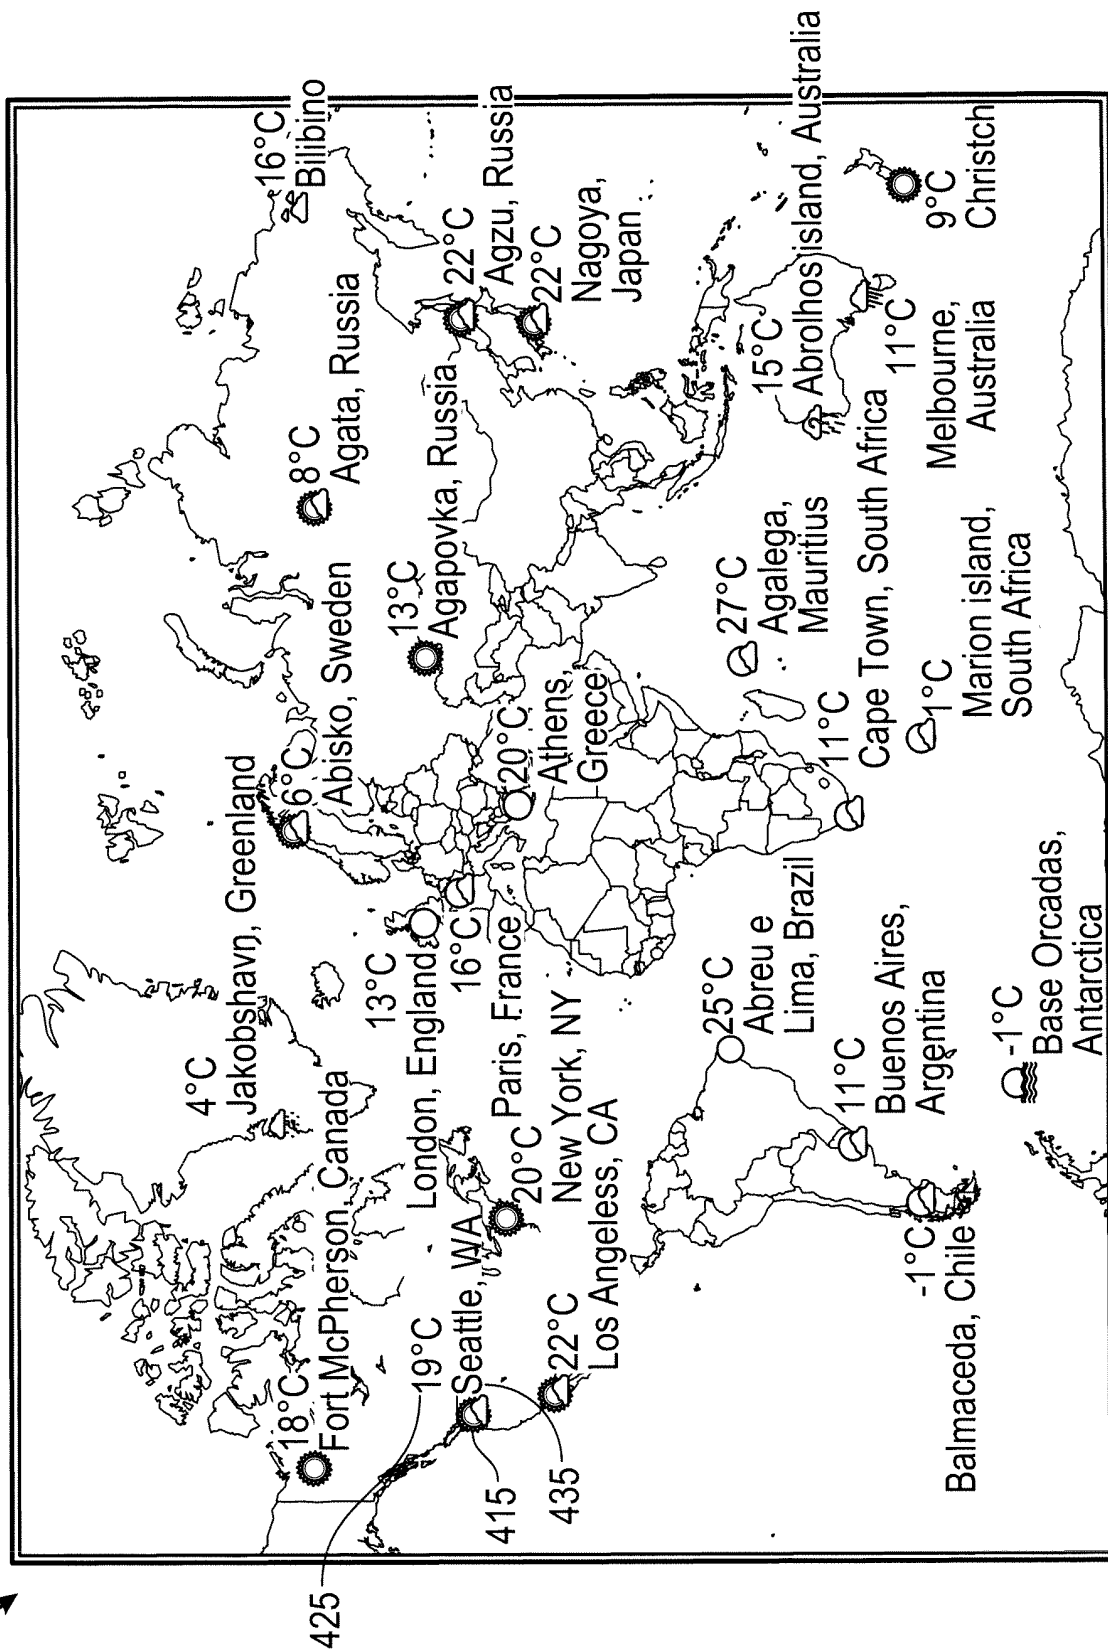 16°C
Bilibino
4°C
Jakobshavn, Greenland
6°C
Abisko, Sweden
8°C
Agata, Russia
18°C
Fort McPherson, Canada
13°C
London, England
13°C
Agapovka, Russia
22°C
Agzu, Russia
425
19°C
Seattle, WA
415
435
16°C
Paris, France
20°C
Athens,
Greece
22°C
Nagoya,
Japan
20°C
New York, NY
22°C
Los Angeless, CA
25°C
Abreu e
Lima, Brazil
27°C
Agalega,
Mauritius
15°C
Abrolhos island, Australia
11°C
Buenos Aires,
Argentina
11°C
Cape Town, South Africa
11°C
Melbourne,
Australia
9°C
Christch
-1°C
Balmaceda, Chile
1°C
Marion island,
South Africa
-1°C
Base Orcadas,
Antarctica